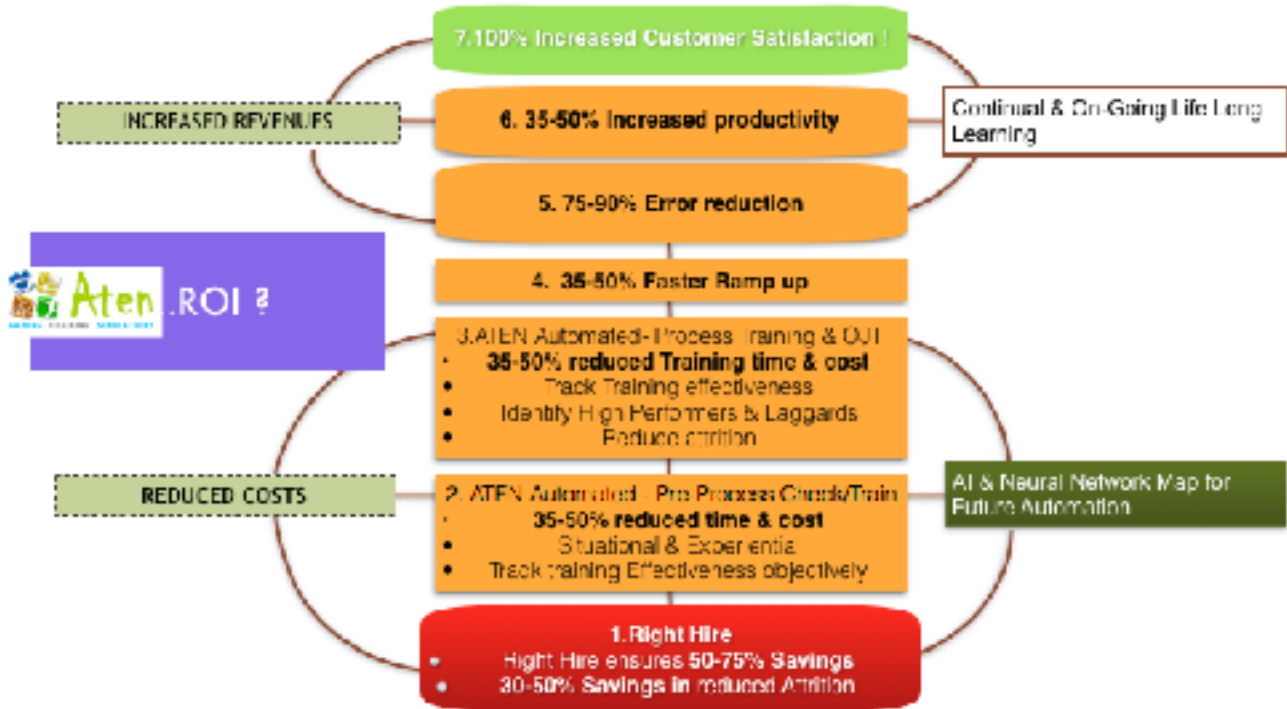 7.100% Increased Customer Satisfaction !
INCREASED REVENUES
6. 35-50% Increased productivity
Continual & On-Going Life Long
Learning
5. 75-90% Error reduction
Aten
..ROI ?
4. 35-50% Faster Ramp up
3.ATEN Automated- Process Training & OJT
35-50% reduced Training time & cost
Track Training effectiveness
Identify High Performers & Laggards
Reduce attrition
REDUCED COSTS
2. ATEN Automated - Pre Process Check/Train
35-50% reduced time & cost
Situational & Experientia
Track training Effectiveness objectively
AI & Neural Network Map for
Future Automation
1.Right Hire
Right Hire ensures 50-75% Savings
30-50% Savings in reduced Attrition